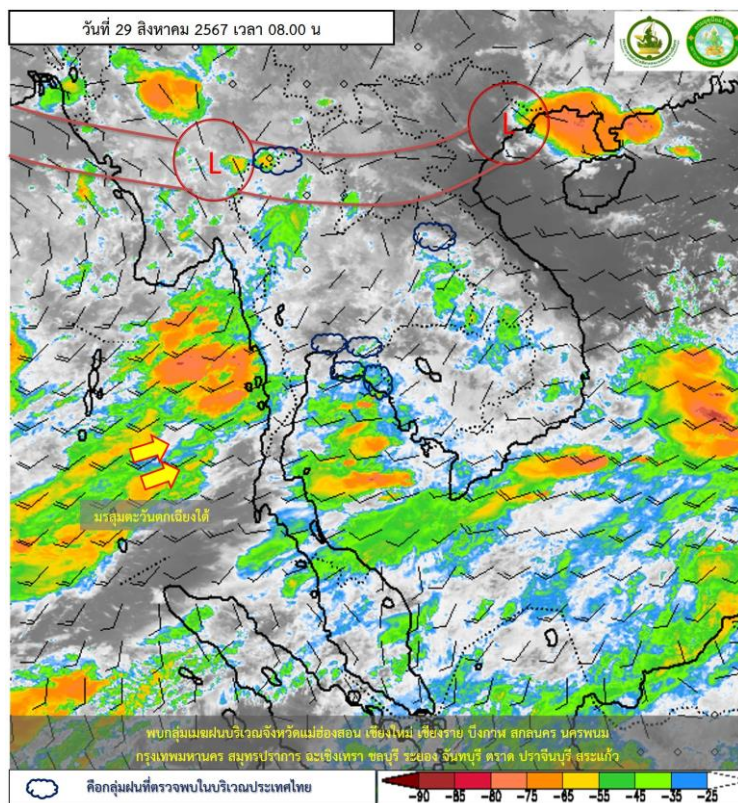 วันที่ 29 สิงหาคม 2567 เวลา 08.00 น
L
L
มรสุมตะวันตกเฉียงใต้
พบกลุ่มเมฆฝนบริเวณจังหวัดแม่ฮ่องสอน เชียงใหม่ เชียงราย บึงกาฬ สกลนคร นครพนม
กรุงเทพมหานคร สมุทรปราการ ฉะเชิงเทรา ชลบุรี ระยอง จันทบุรี ตราด ปราจีนบุรี สระแก้ว
คือกลุ่มฝนที่ตรวจพบในบริเวณประเทศไทย
-90 -85 -80 -75 -65 -55 -45 -35 -25